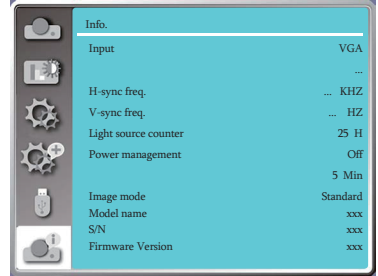 Info.
Input VGA
...
H-sync freq. ... KHZ
V-sync freq. ... HZ
Light source counter 25 H
Power management Off
5 Min
Image mode Standard
Model name xxx
S/N xxx
Firmware Version xxx